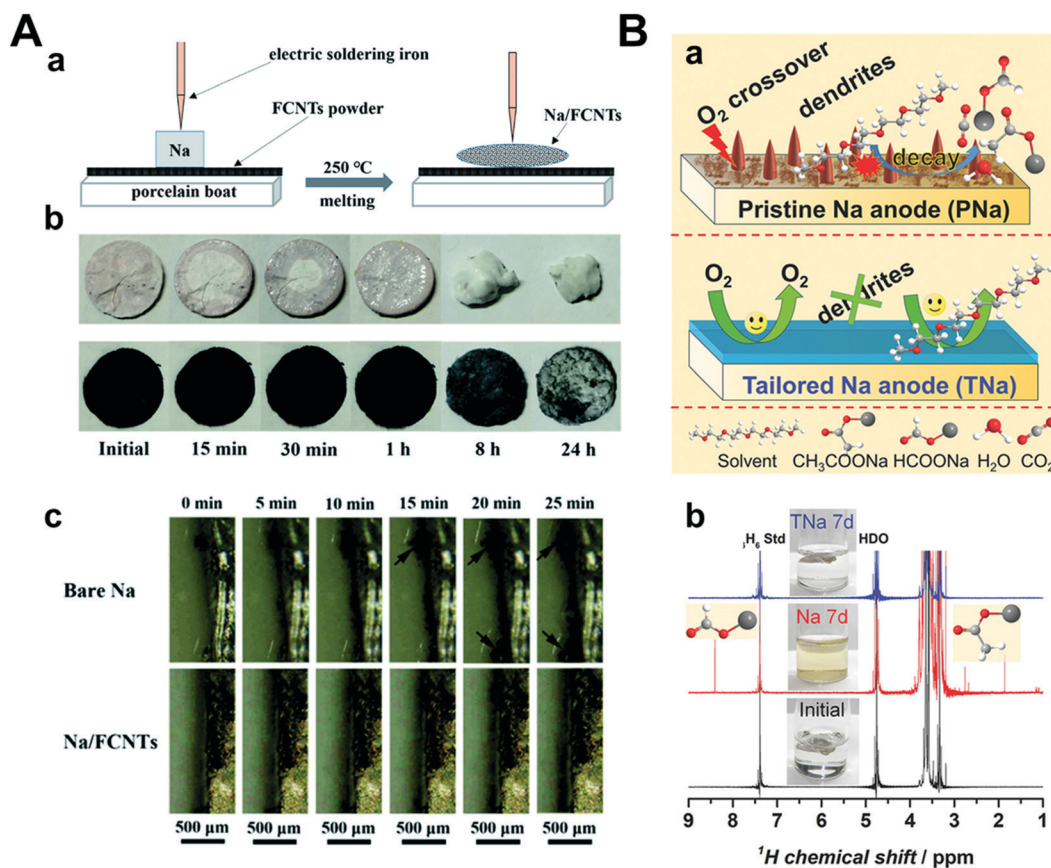 A
a
electric soldering iron
FCNTs powder
Na/FCNTs
Na
250 ℃
melting
porcelain boat
b
Initial
15 min
30 min
1 h
8 h
24 h
c
0 min
5 min
10 min
15 min
20 min
25 min
Bare Na
Na/FCNTs
500 µm
500 µm
500 µm
500 µm
500 µm
500 µm
B
a
O₂ crossover
dendrites
decay
Pristine Na anode (PNa)
O₂
O₂
dendrites
Tailored Na anode (TNa)
Solvent
CH₃COONa
HCOONa
H₂O
CO₂
b
H₆ Std
TNa 7d
HDO
Na 7d
Initial
9
8
7
6
5
4
3
2
1
¹H chemical shift / ppm